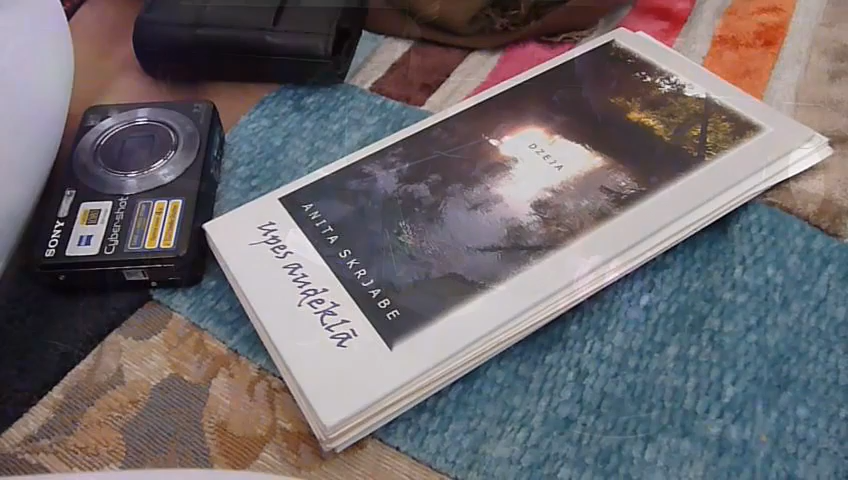 DZEJA
ANITA SKRJABE
upes audeklā
SONY
Cyber-shot